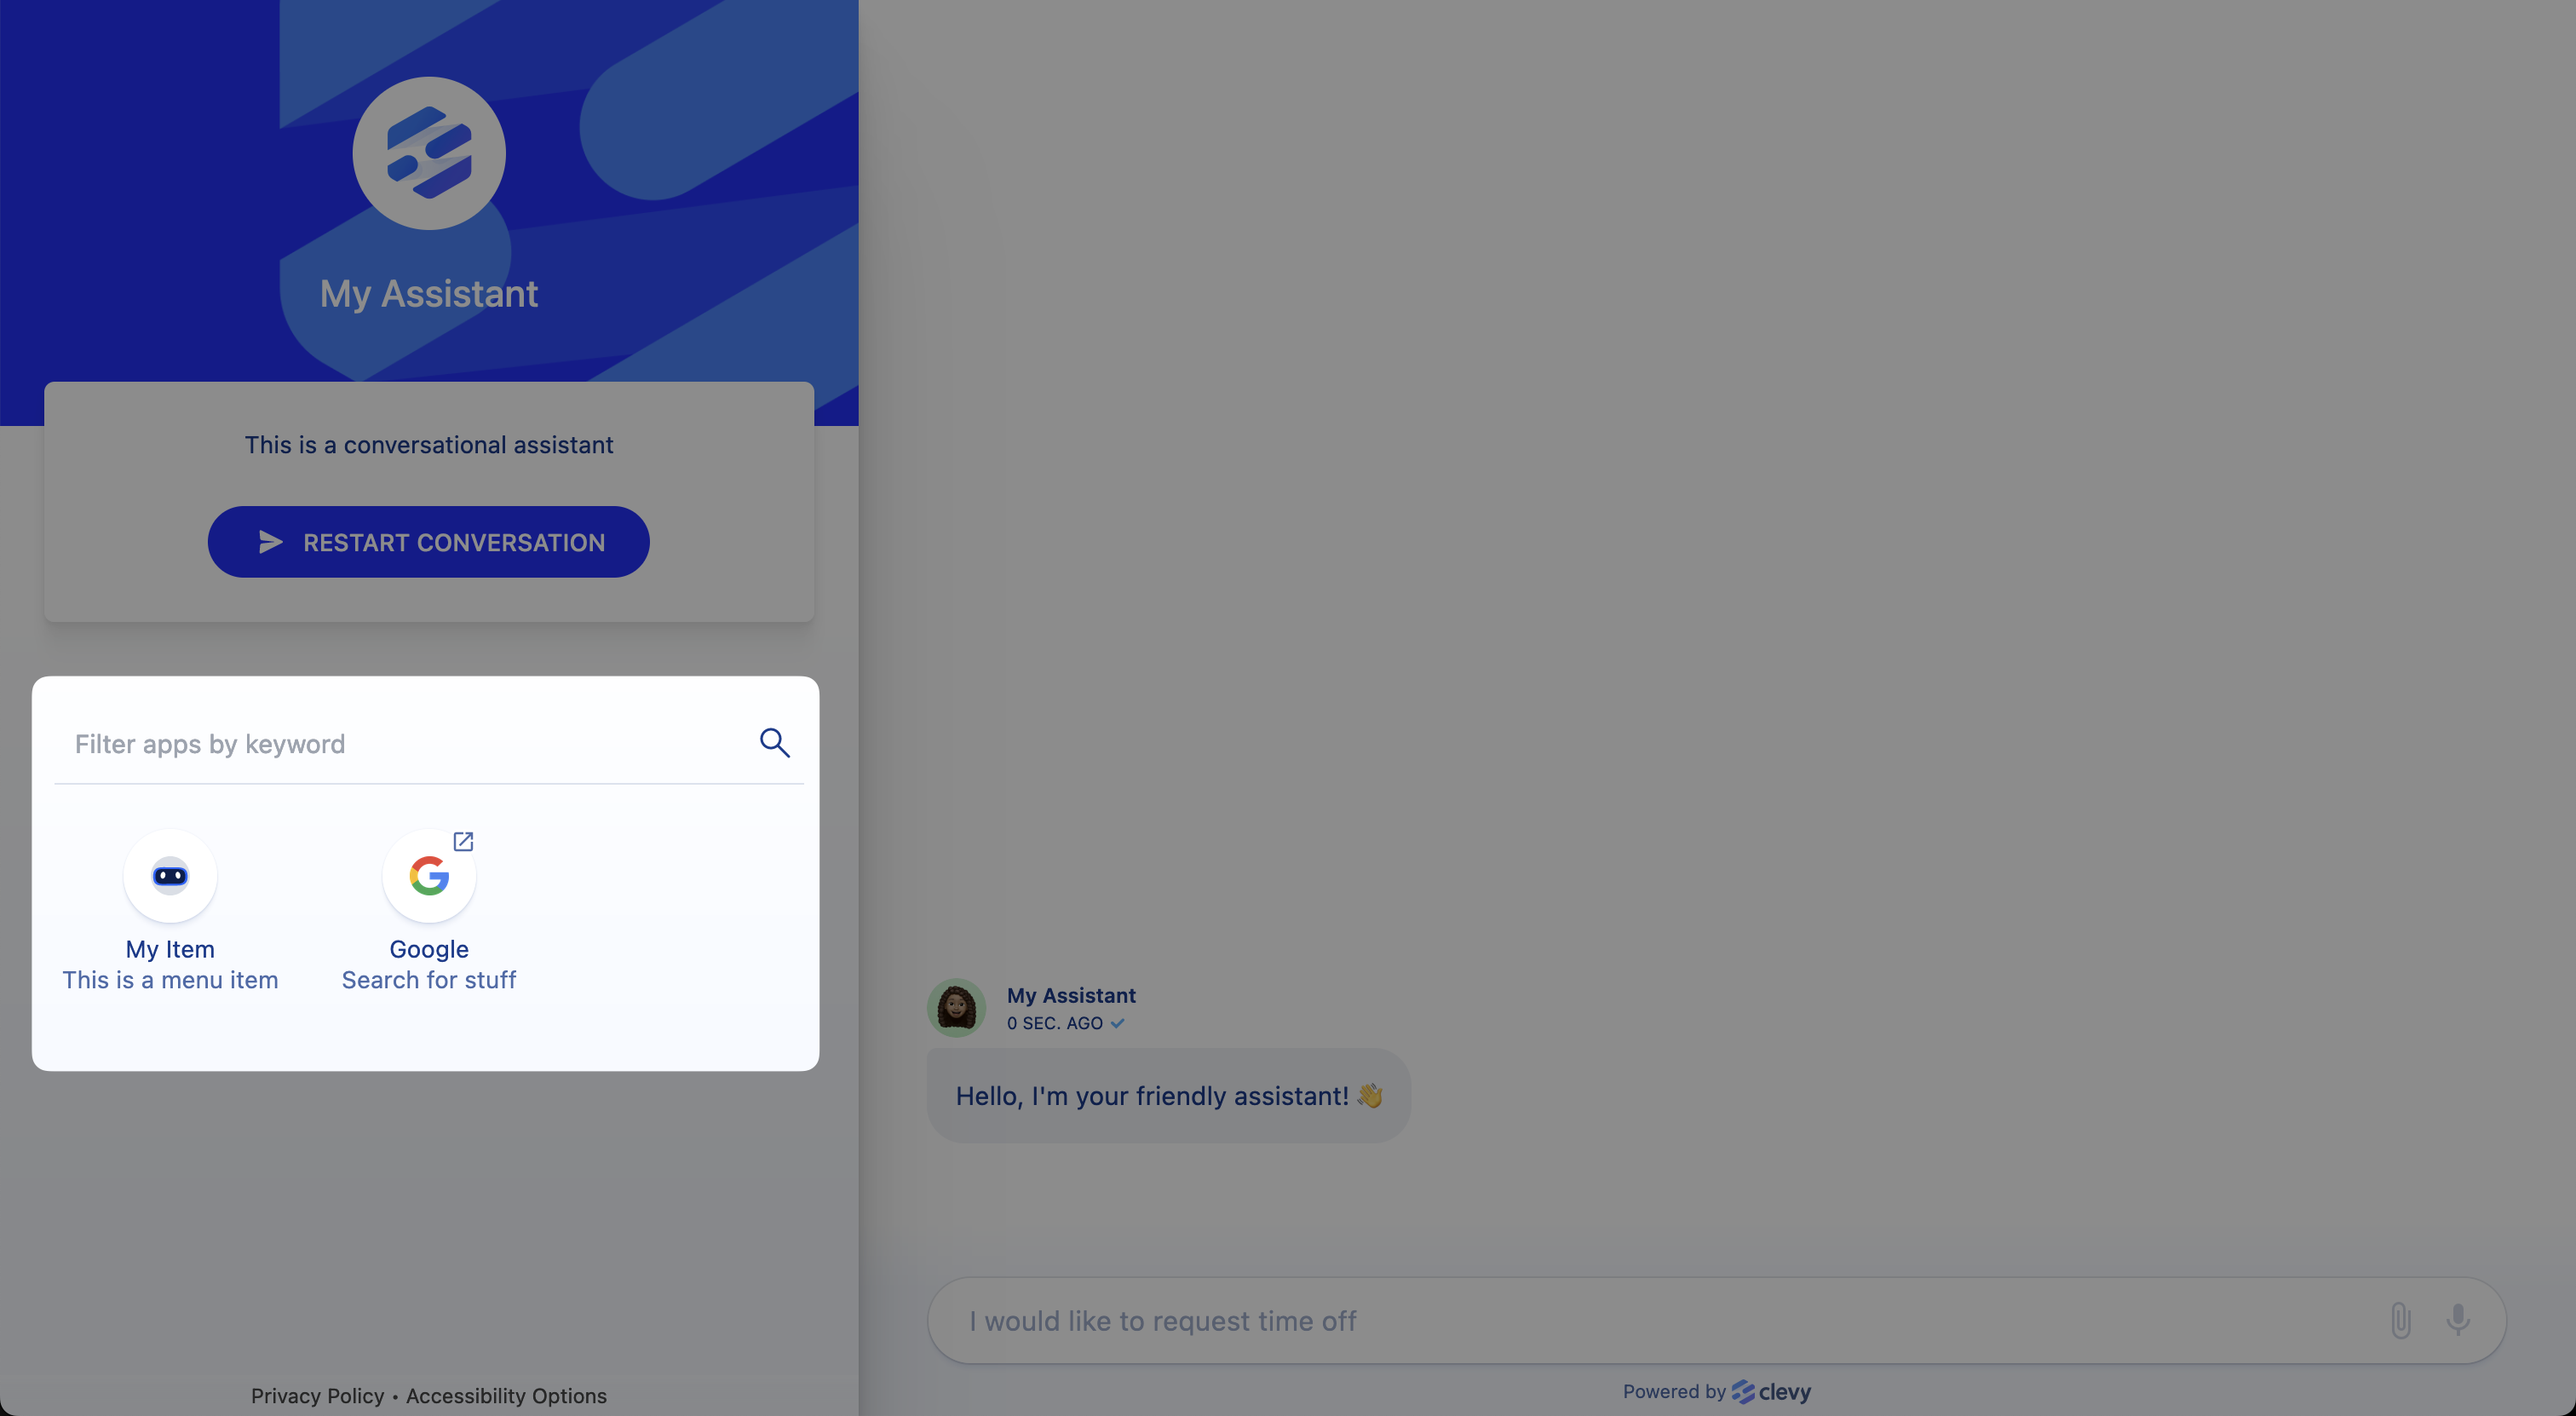 My Assistant
This is a conversational assistant
RESTART CONVERSATION
Filter apps by keyword
My Item
This is a menu item
Google
Search for stuff
Privacy Policy • Accessibility Options
My Assistant
0 SEC. AGO
Hello, I'm your friendly assistant! 👋
I would like to request time off
Powered by clevy